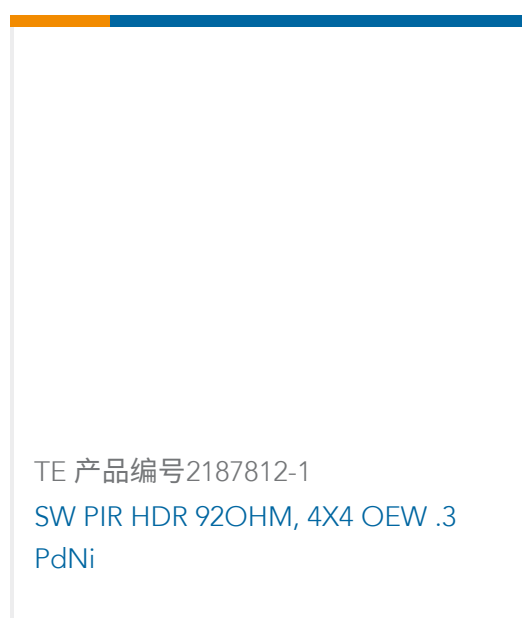 TE 产品编号2187812-1
SW PIR HDR 92OHM, 4X4 OEW .3
PdNi